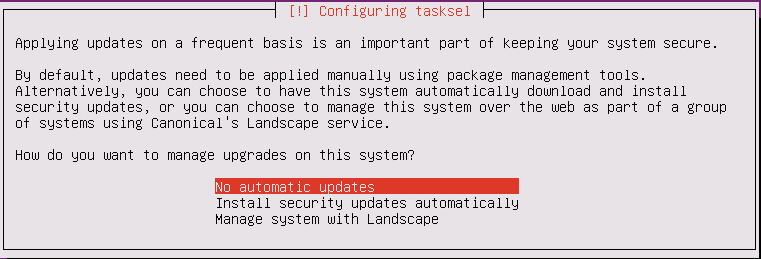 [!] Configuring tasksel
Applying updates on a frequent basis is an important part of keeping your system secure.
By default, updates need to be applied manually using package management tools.
Alternatively, you can choose to have this system automatically download and install
security updates, or you can choose to manage this system over the web as part of a group
of systems using Canonical's Landscape service.
How do you want to manage upgrades on this system?
No automatic updates
Install security updates automatically
Manage system with Landscape